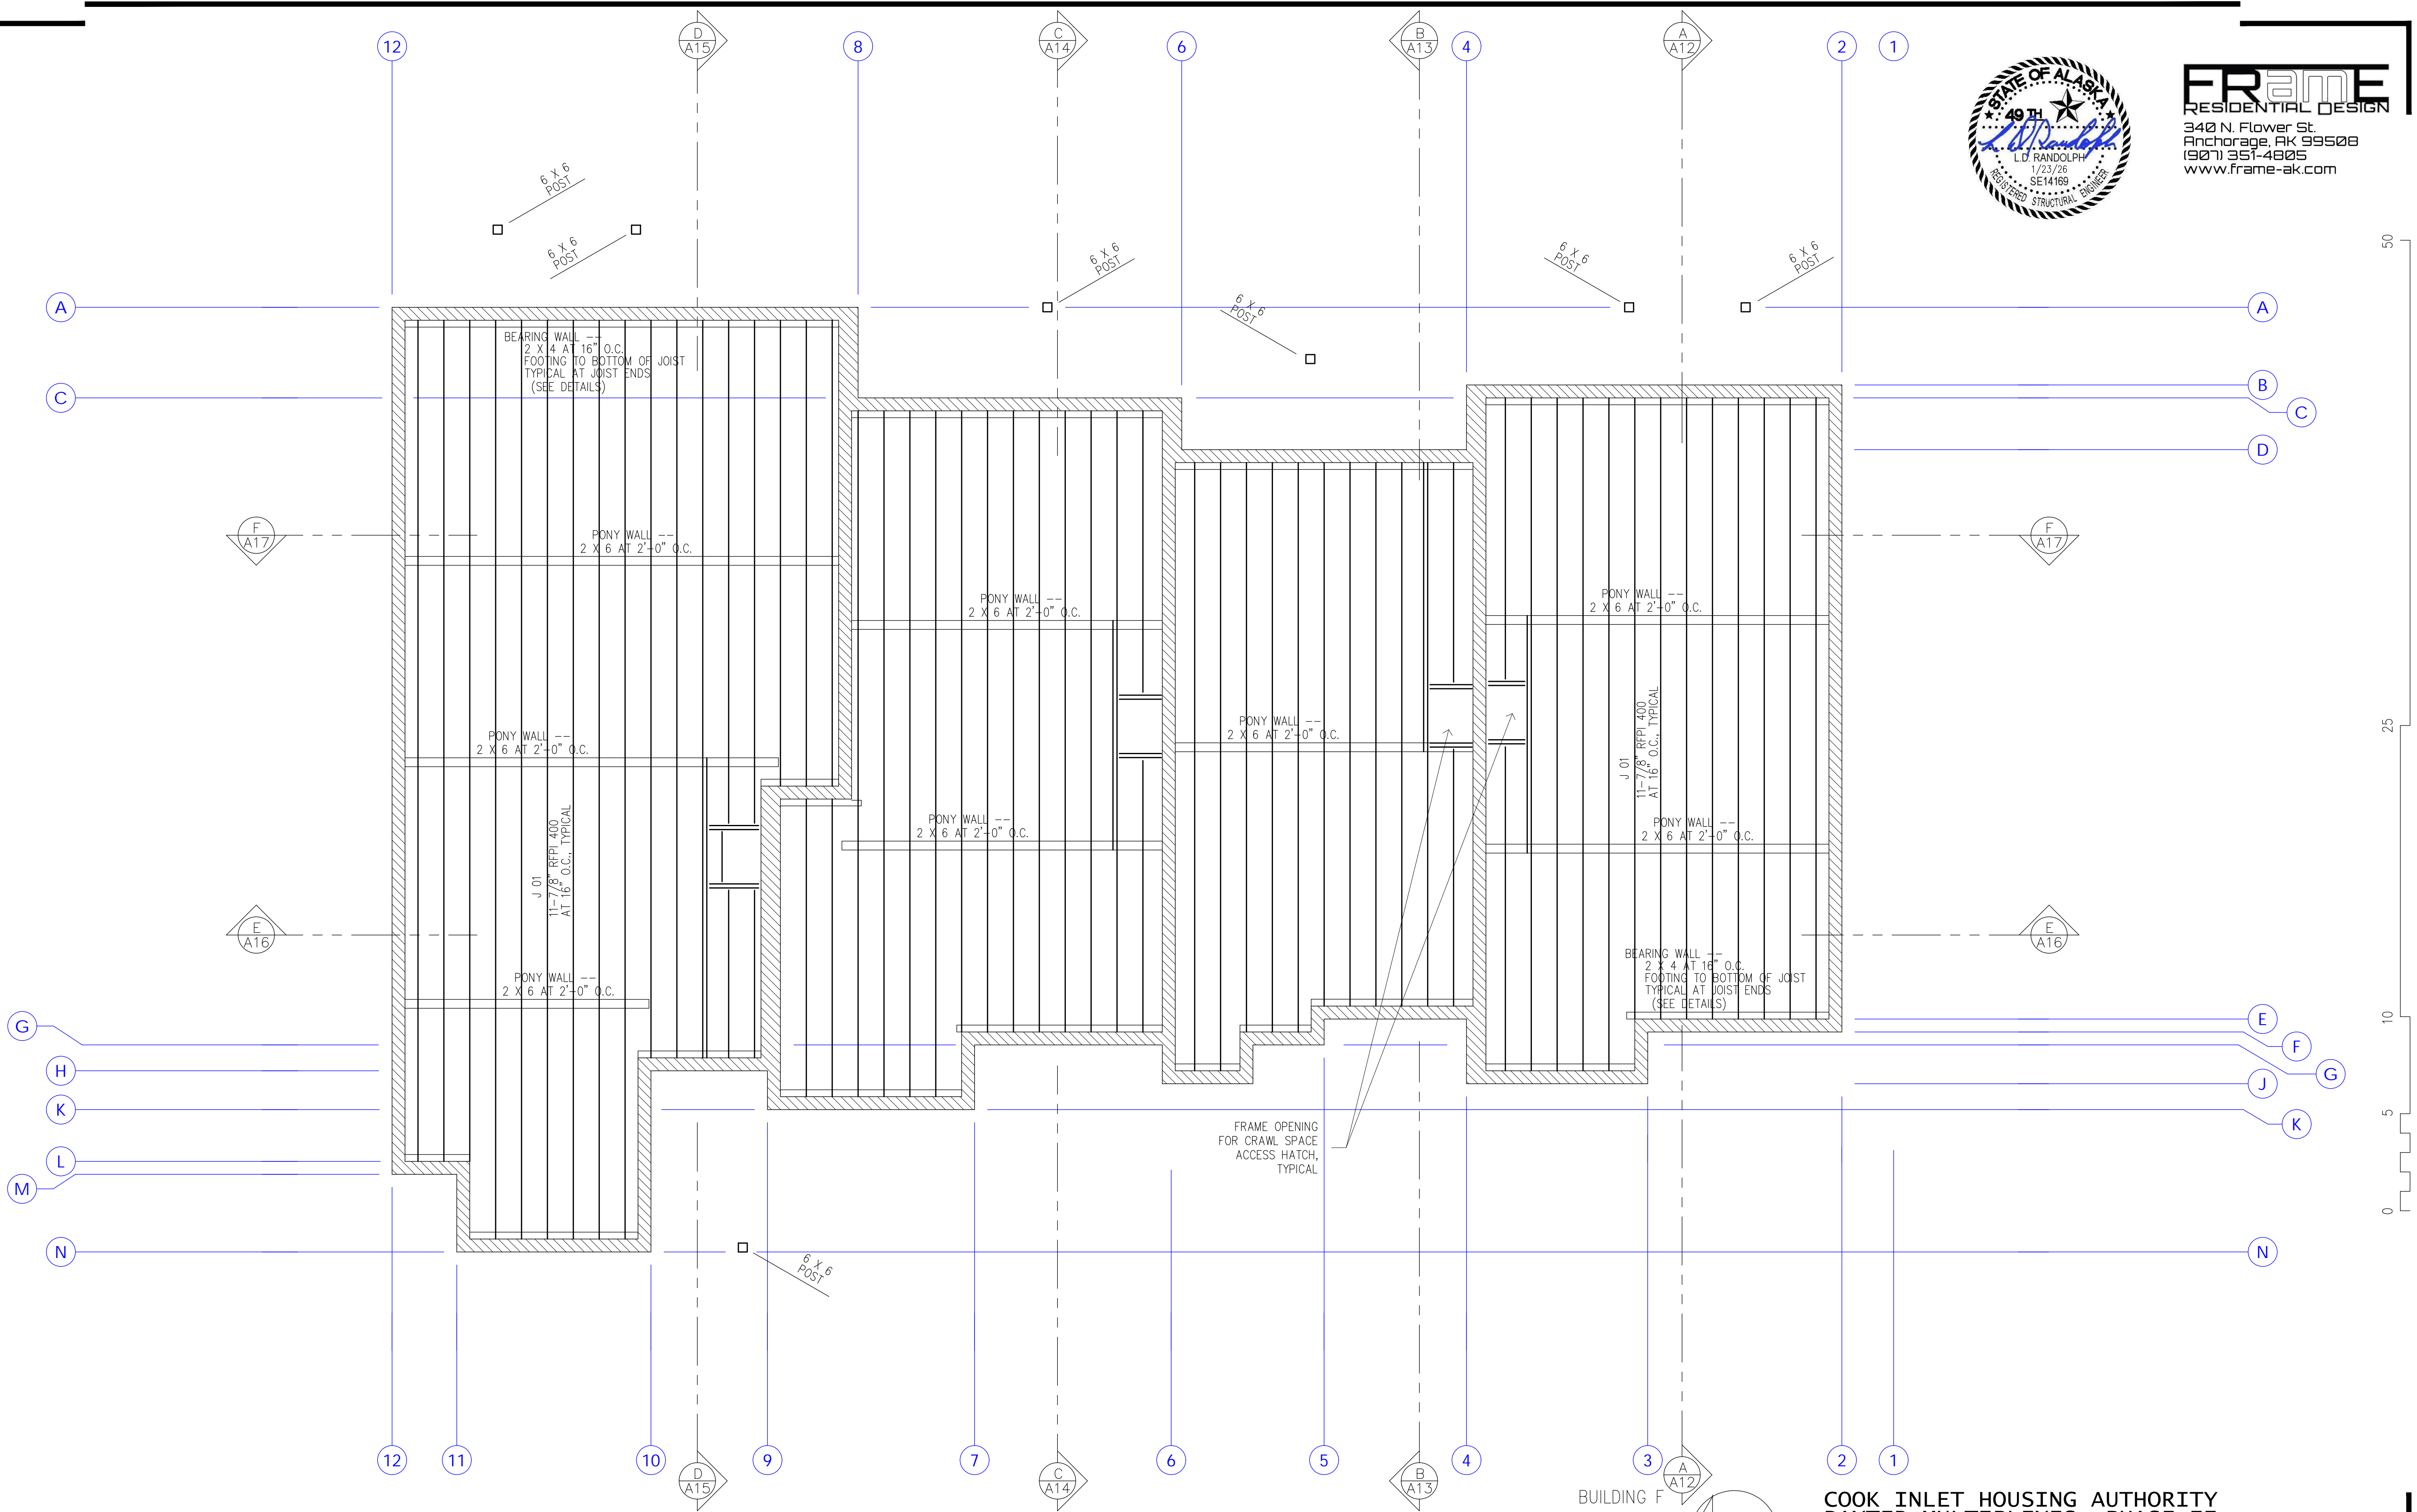 12
D
A15
8
C
A14
6
B
A13
4
A
A12
2
1
STATE OF ALASKA
49 TH
L.D. RANDOLPH
1/23/26
SE14169
REGISTERED STRUCTURAL ENGINEER
FRamE
RESIDENTIAL DESIGN
340 N. Flower St.
Anchorage, AK 99508
(907) 351-4805
www.frame-ak.com
6 X 6
POST
6 X 6
POST
6 X 6
POST
6 X 6
POST
6 X 6
POST
6 X 6
POST
50
A
A
BEARING WALL --
2 X 4 AT 16" O.C.
FOOTING TO BOTTOM OF JOIST
TYPICAL AT JOIST ENDS
(SEE DETAILS)
C
B
C
D
F
A17
PONY WALL --
2 X 6 AT 2'-0" O.C.
F
A17
PONY WALL --
2 X 6 AT 2'-0" O.C.
PONY WALL --
2 X 6 AT 2'-0" O.C.
PONY WALL --
2 X 6 AT 2'-0" O.C.
PONY WALL --
2 X 6 AT 2'-0" O.C.
J 01
11-7/8" RFPI 400
AT 16" O.C., TYPICAL
25
J 01
11-7/8" RFPI 400
AT 16" O.C., TYPICAL
PONY WALL --
2 X 6 AT 2'-0" O.C.
PONY WALL --
2 X 6 AT 2'-0" O.C.
E
A16
E
A16
PONY WALL --
2 X 6 AT 2'-0" O.C.
BEARING WALL --
2 X 4 AT 16" O.C.
FOOTING TO BOTTOM OF JOIST
TYPICAL AT JOIST ENDS
(SEE DETAILS)
G
H
K
L
M
N
E
F
G
J
K
N
10
5
0
FRAME OPENING
FOR CRAWL SPACE
ACCESS HATCH,
TYPICAL
6 X 6
POST
12
11
10
D
A15
9
7
C
A14
6
5
B
A13
4
3
A
A12
2
1
BUILDING F
COOK INLET HOUSING AUTHORITY